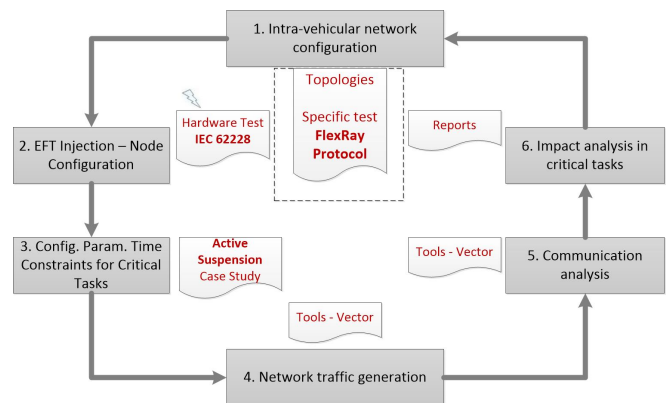 1. Intra-vehicular network
configuration
Topologies
Specific test
FlexRay
Protocol
Hardware Test
IEC 62228
Reports
2. EFT Injection – Node
Configuration
6. Impact analysis in
critical tasks
3. Config. Param. Time
Constraints for Critical
Tasks
Active
Suspension
Case Study
Tools - Vector
5. Communication
analysis
Tools - Vector
4. Network traffic generation